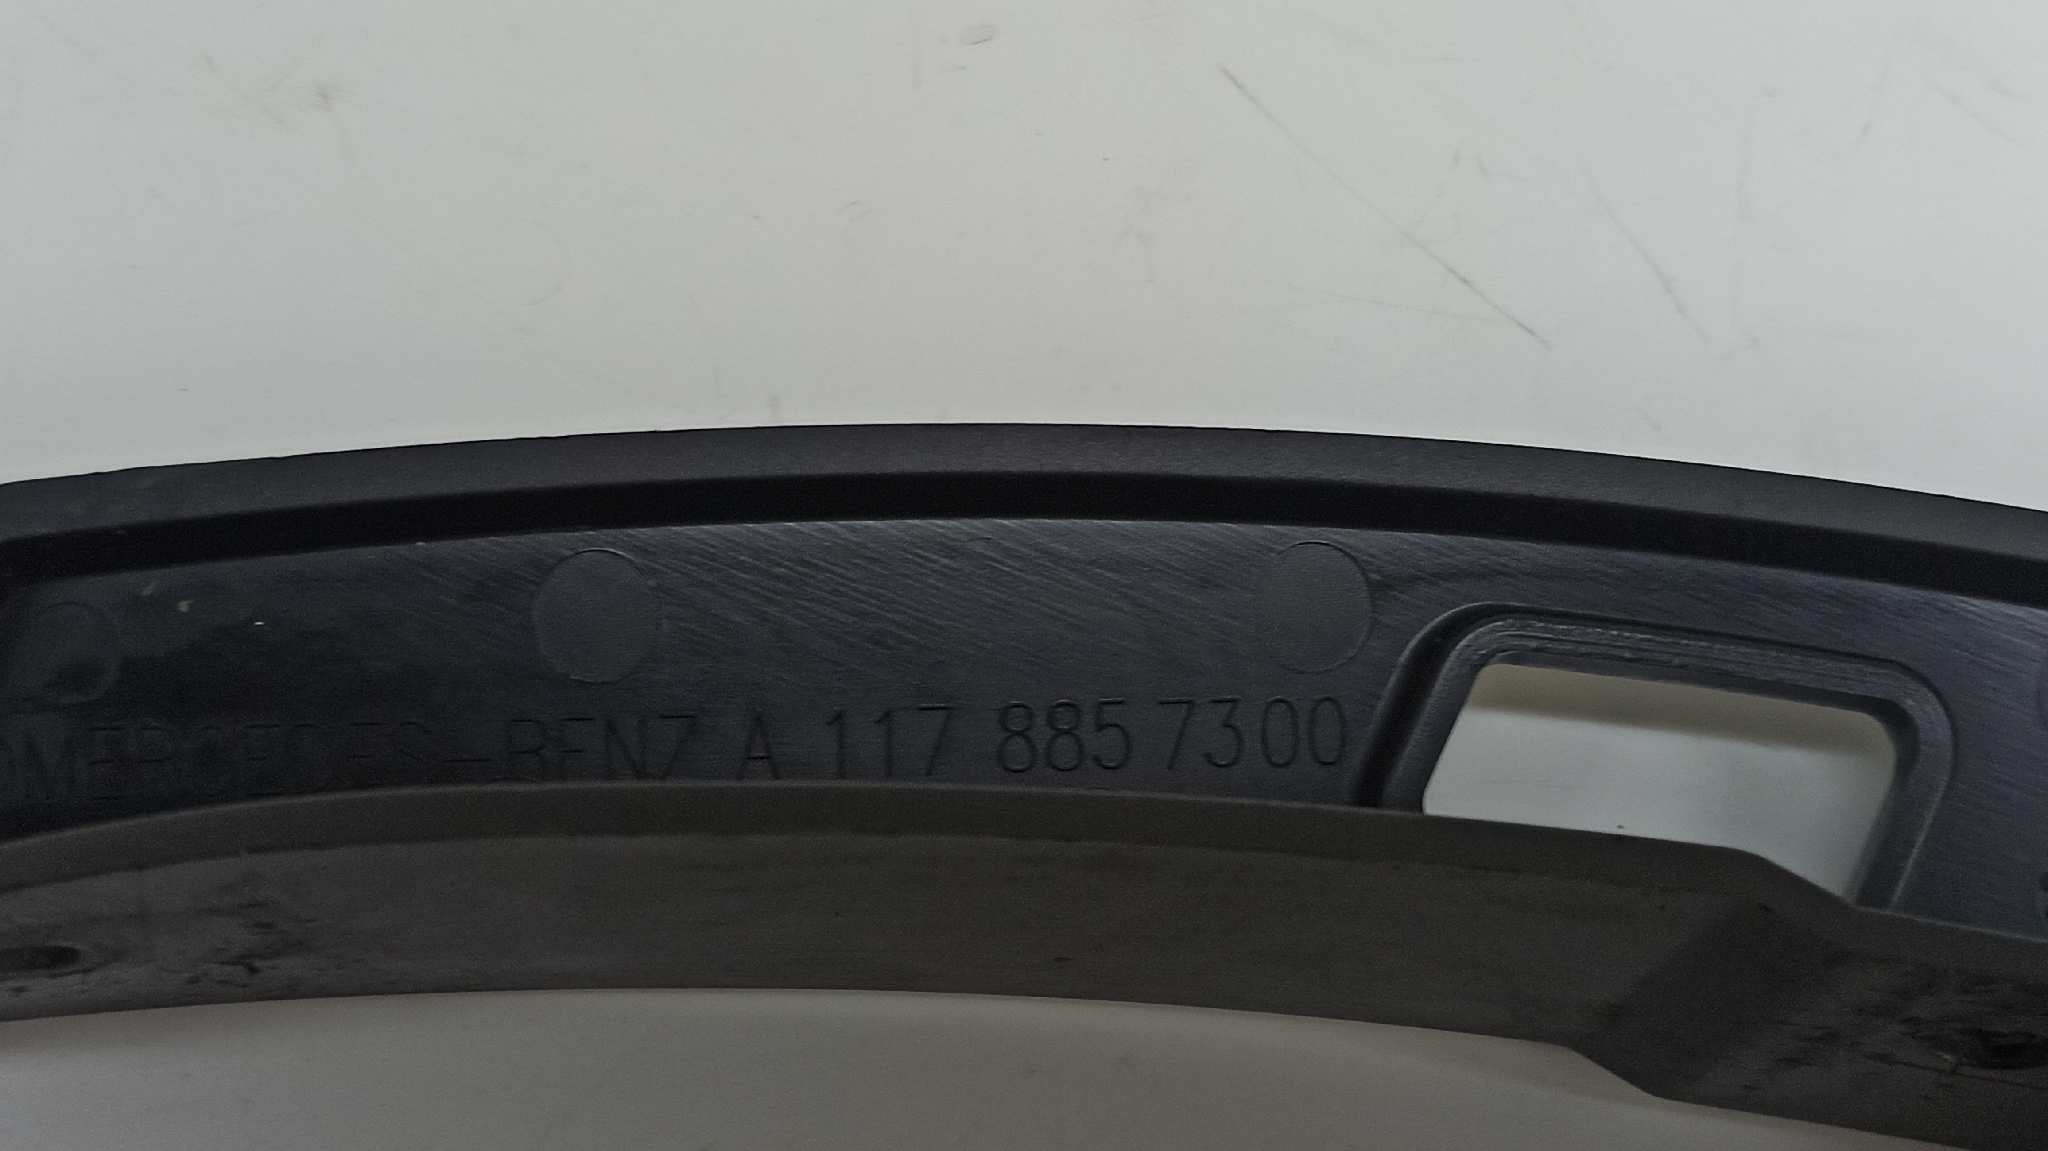 MERCEDES-BENZ A 117 885 7300